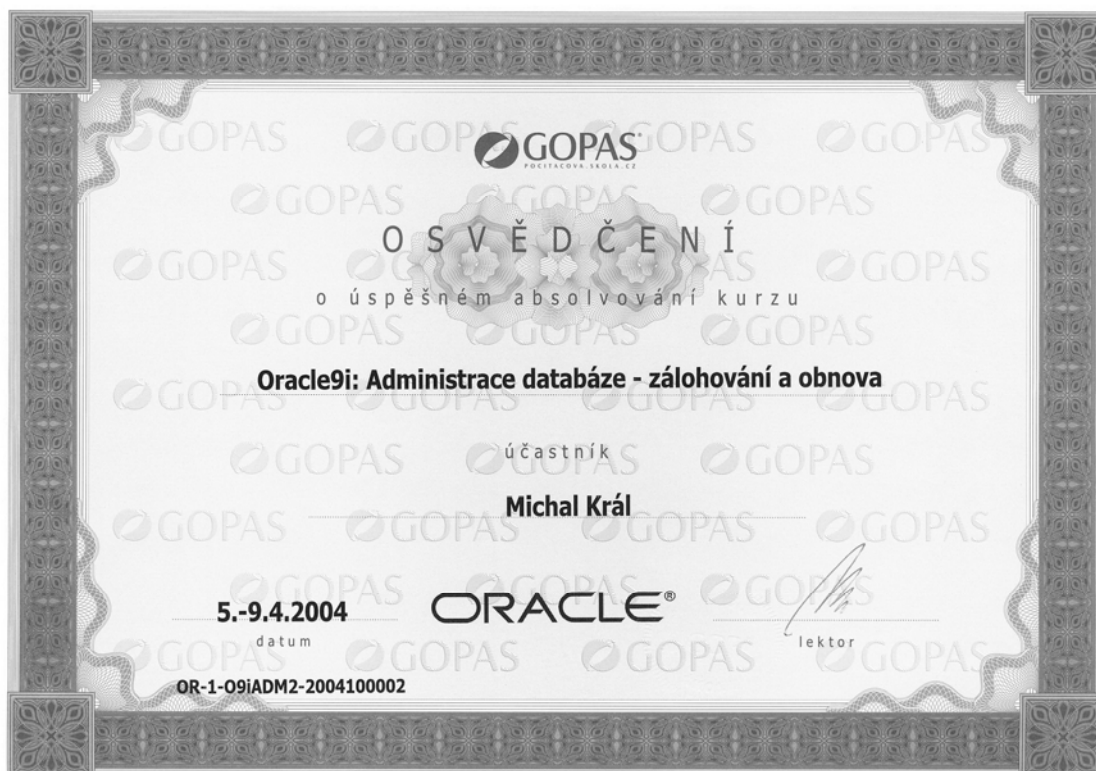 GOPAS
POCITACOVA-SKOLA.CZ
OSVĚDČENÍ
o úspěšném absolvování kurzu
Oracle9i: Administrace databáze - zálohování a obnova
účastník
Michal Král
5.-9.4.2004
datum
ORACLE®
lektor
OR-1-O9iADM2-2004100002